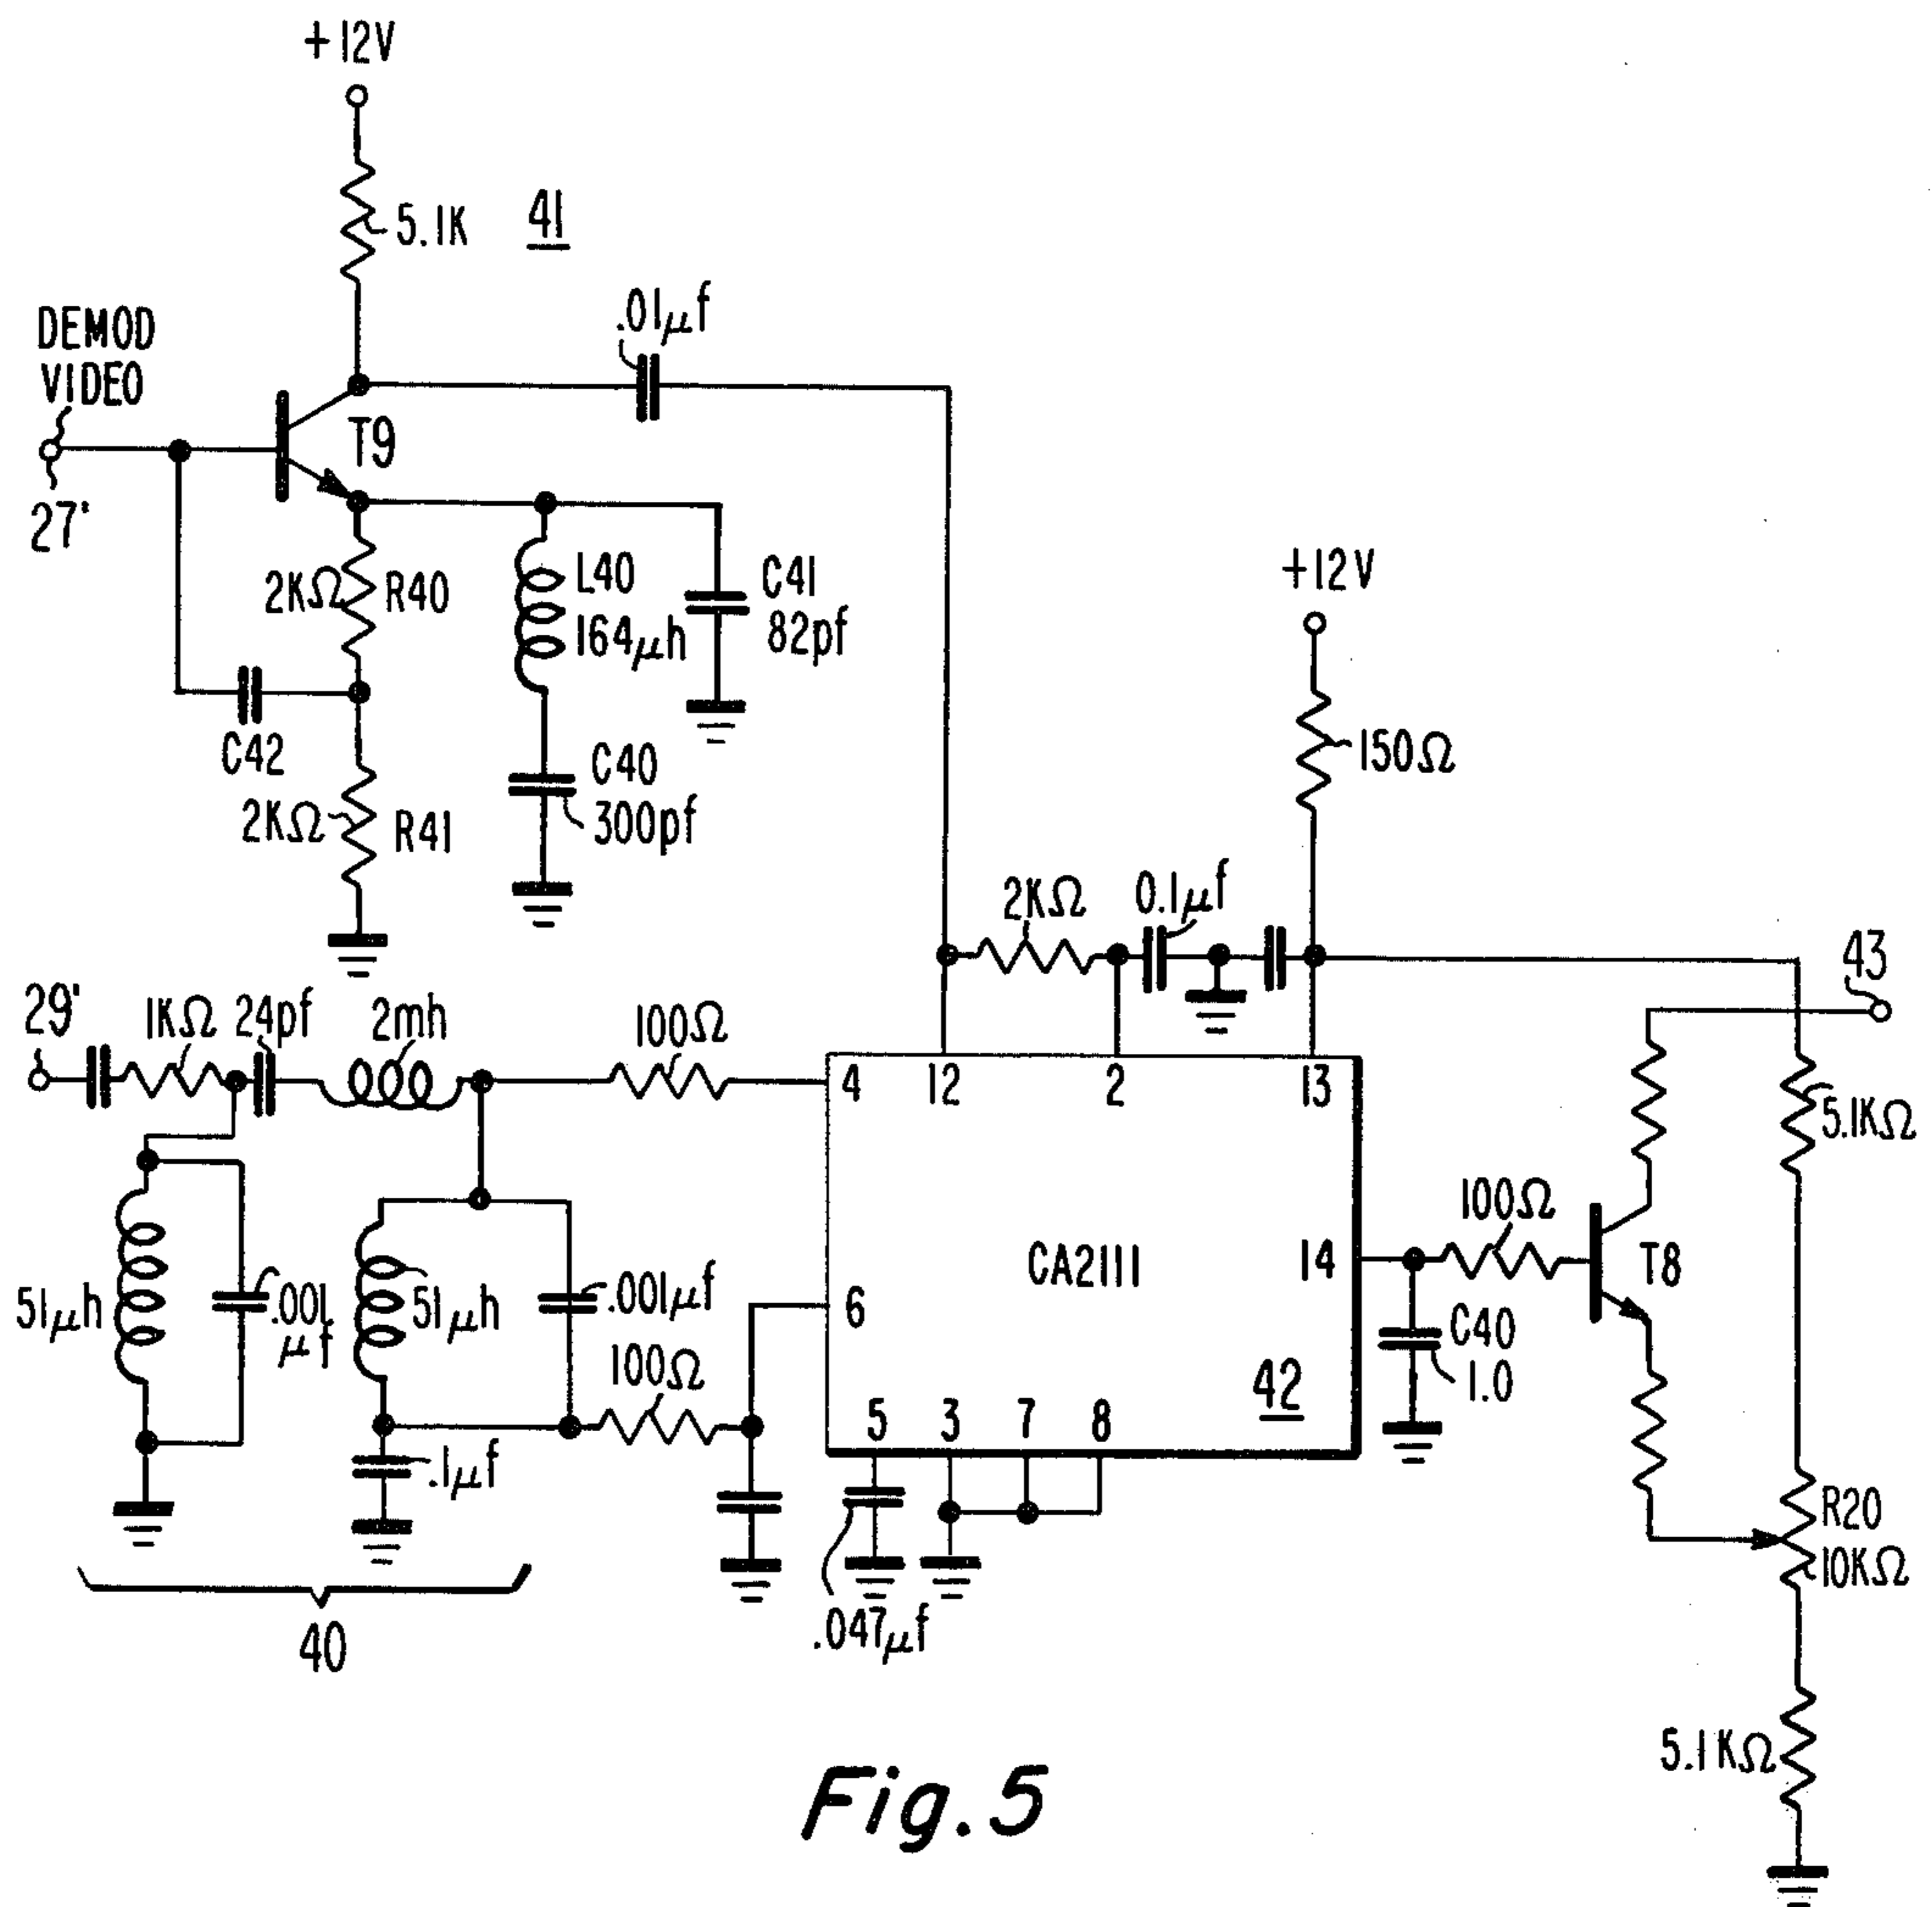 +12V
5.1K
41
.01μf
DEMOD
VIDEO
T9
27'
2KΩ
R40
L40
164μh
C41
82pf
+12V
C42
C40
300pf
150Ω
2KΩ
R41
2KΩ
0.1μf
43
29'
1KΩ
24pf
2mh
100Ω
4
12
2
13
5.1KΩ
100Ω
51μh
.001
μf
51μh
.001μf
CA2111
14
T8
6
100Ω
C40
1.0
42
5
3
7
8
.1μf
R20
10KΩ
40
.047μf
5.1KΩ
Fig. 5